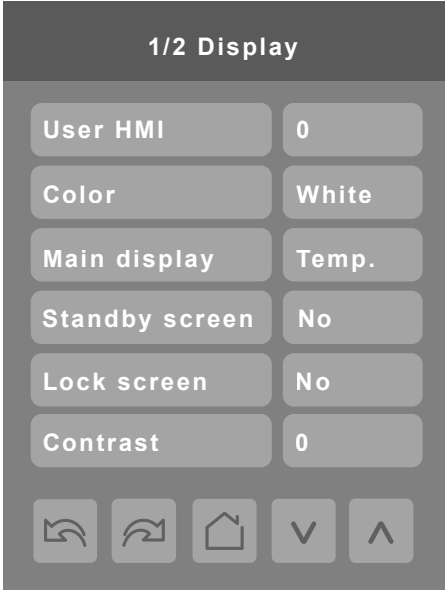 1/2 Display
User HMI 0
Color White
Main display Temp.
Standby screen No
Lock screen No
Contrast 0